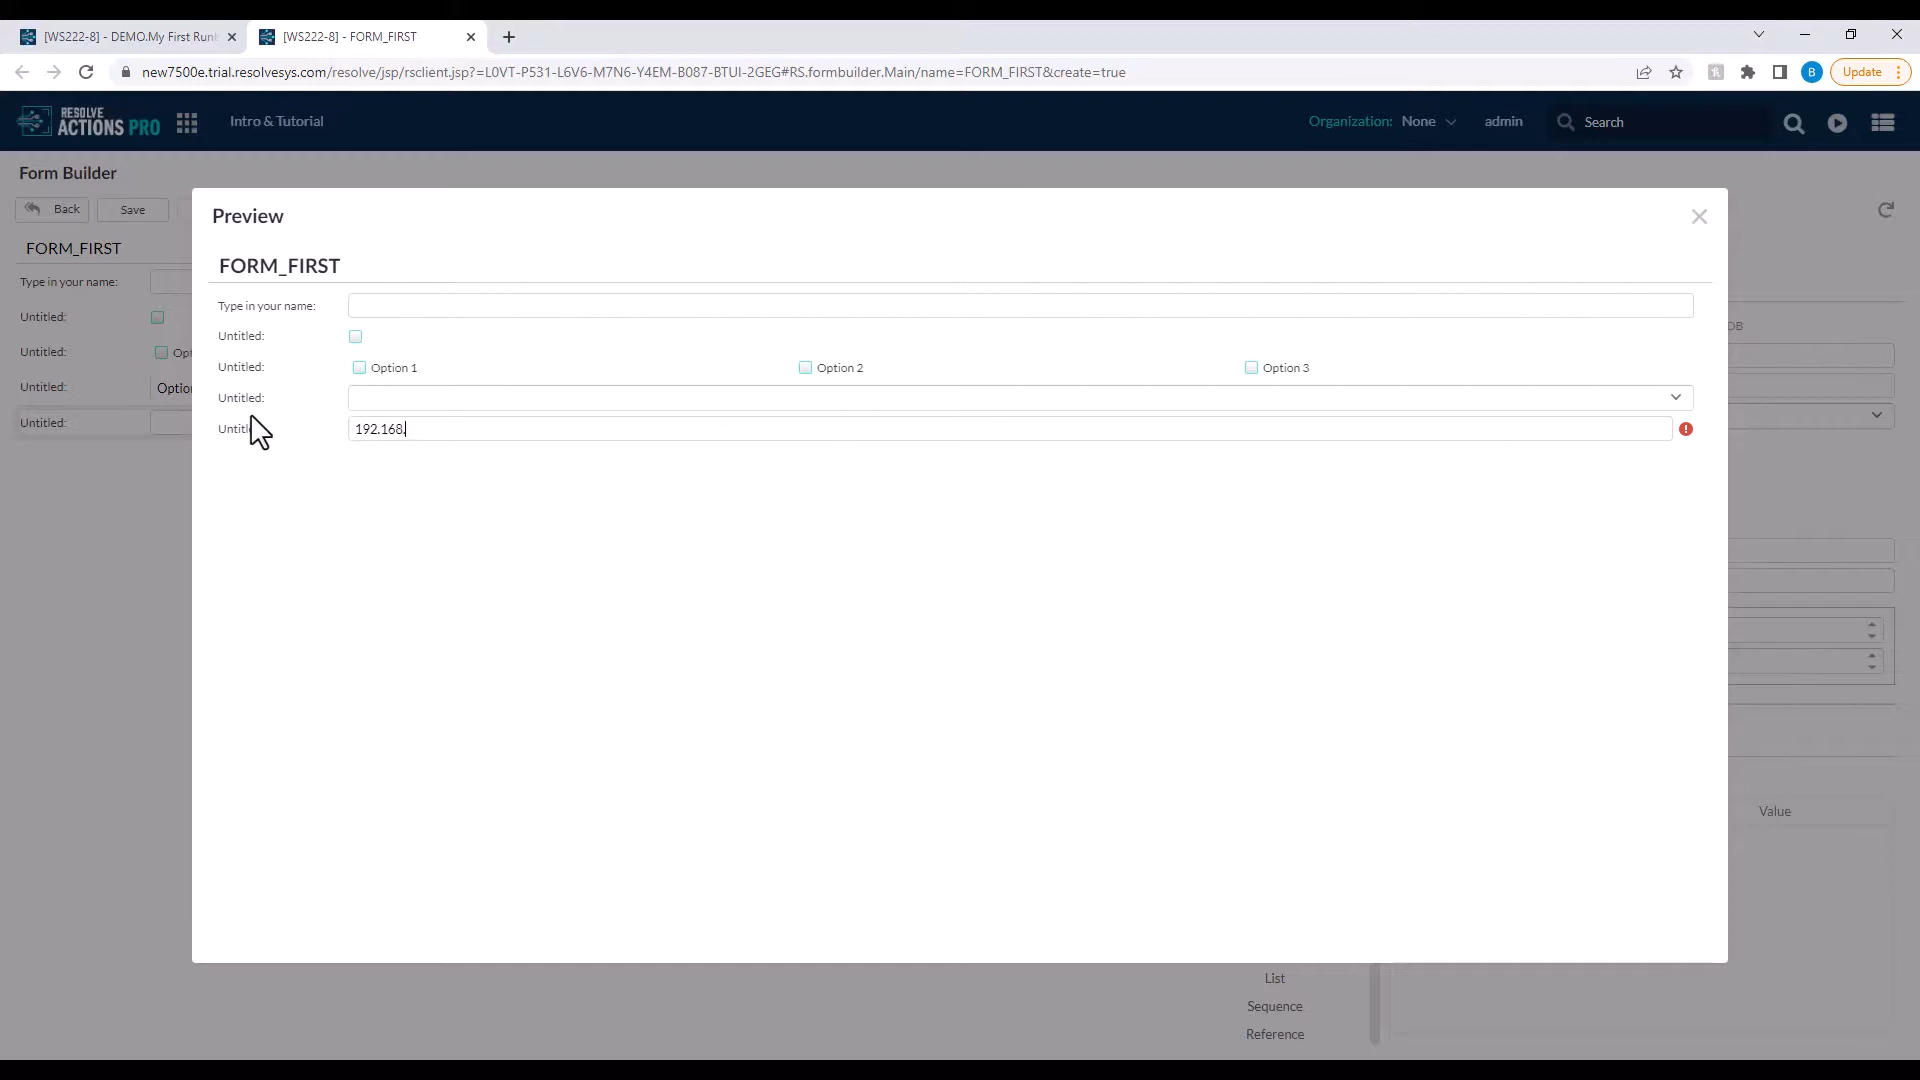 [WS222-8] - DEMO.My First Run
[WS222-8] - FORM_FIRST
new7500e.trial.resolvesys.com/resolve/jsp/rsclient.jsp?=L0VT-P531-L6V6-M7N6-Y4EM-B087-BTUI-2GEG#RS.formbuilder.Main/name=FORM_FIRST&create=true
B
Update
RESOLVE
ACTIONS PRO
Intro & Tutorial
Organization: None
admin
Search
Form Builder
Back
Save
FORM_FIRST
Type in your name:
Untitled:
Untitled:
Opt
Untitled:
Option
Untitled:
Preview
FORM_FIRST
Type in your name:
Untitled:
Untitled:
Option 1
Option 2
Option 3
Untitled:
Untitl
192.168.
DB
Value
List
Sequence
Reference